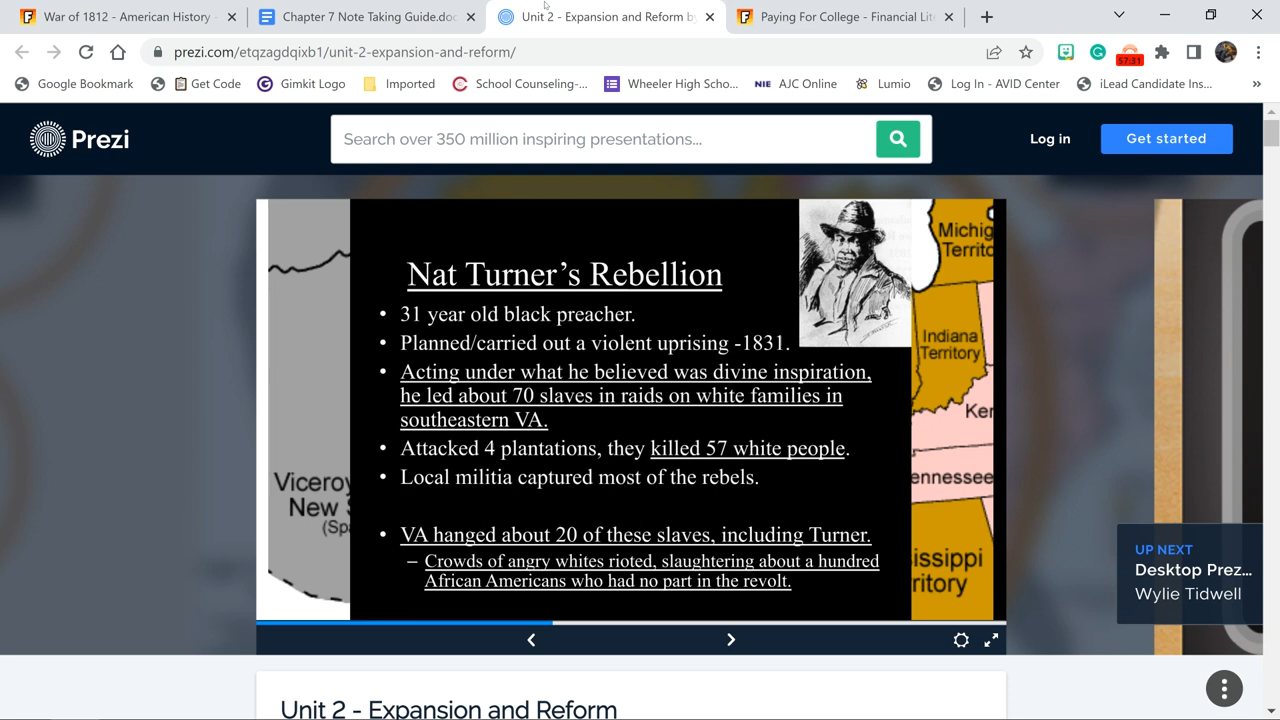 War of 1812 - American History -
Chapter 7 Note Taking Guide.doc
Unit 2 - Expansion and Reform by
Paying For College - Financial Lit
prezi.com/etqzagdqixb1/unit-2-expansion-and-reform/
57:31
Google Bookmark
Get Code
Gimkit Logo
Imported
School Counseling-...
Wheeler High Scho...
NIE AJC Online
Lumio
Log In - AVID Center
iLead Candidate Ins...
»
Prezi
Search over 350 million inspiring presentations...
Log in
Get started
Nat Turner's Rebellion
• 31 year old black preacher.
• Planned/carried out a violent uprising -1831.
• Acting under what he believed was divine inspiration,
he led about 70 slaves in raids on white families in
southeastern VA.
• Attacked 4 plantations, they killed 57 white people.
• Local militia captured most of the rebels.
• VA hanged about 20 of these slaves, including Turner.
– Crowds of angry whites rioted, slaughtering about a hundred
African Americans who had no part in the revolt.
Viceroy
New S
(Spa
Michig
Territo
Indiana
Territory
Ken
ennessee
issippi
ritory
UP NEXT
Desktop Prez...
Wylie Tidwell
Unit 2 - Expansion and Reform